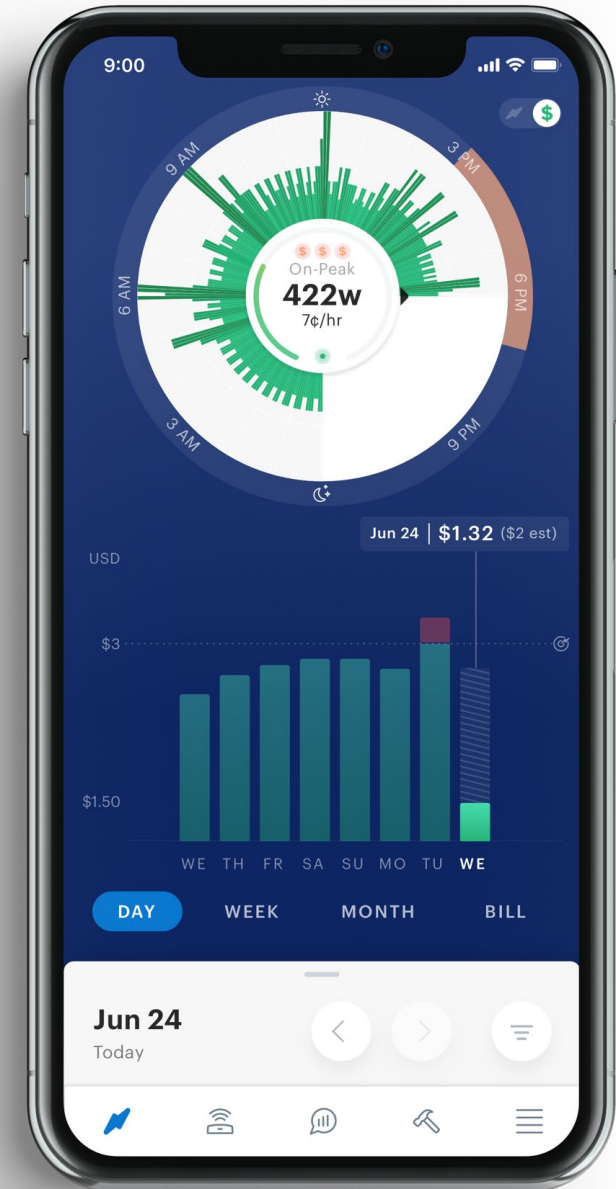 9:00
$
9 AM
3 PM
6 AM
6 PM
$ $ $
On-Peak
422w
7¢/hr
3 AM
9 PM
Jun 24 | $1.32 ($2 est)
USD
$3
$1.50
WE TH FR SA SU MO TU WE
DAY WEEK MONTH BILL
Jun 24
Today